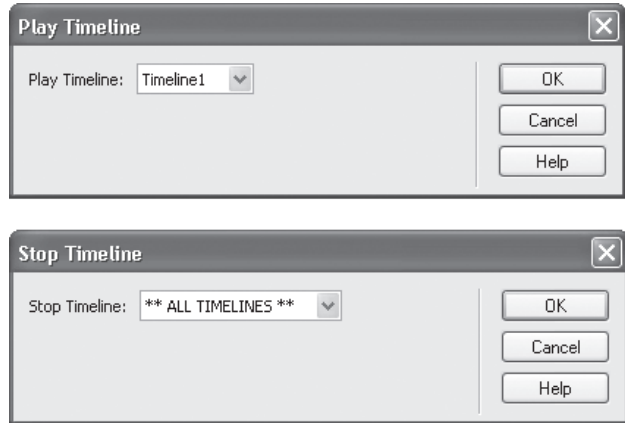 Play Timeline
Play Timeline: Timeline1
OK
Cancel
Help
Stop Timeline
Stop Timeline: ** ALL TIMELINES **
OK
Cancel
Help